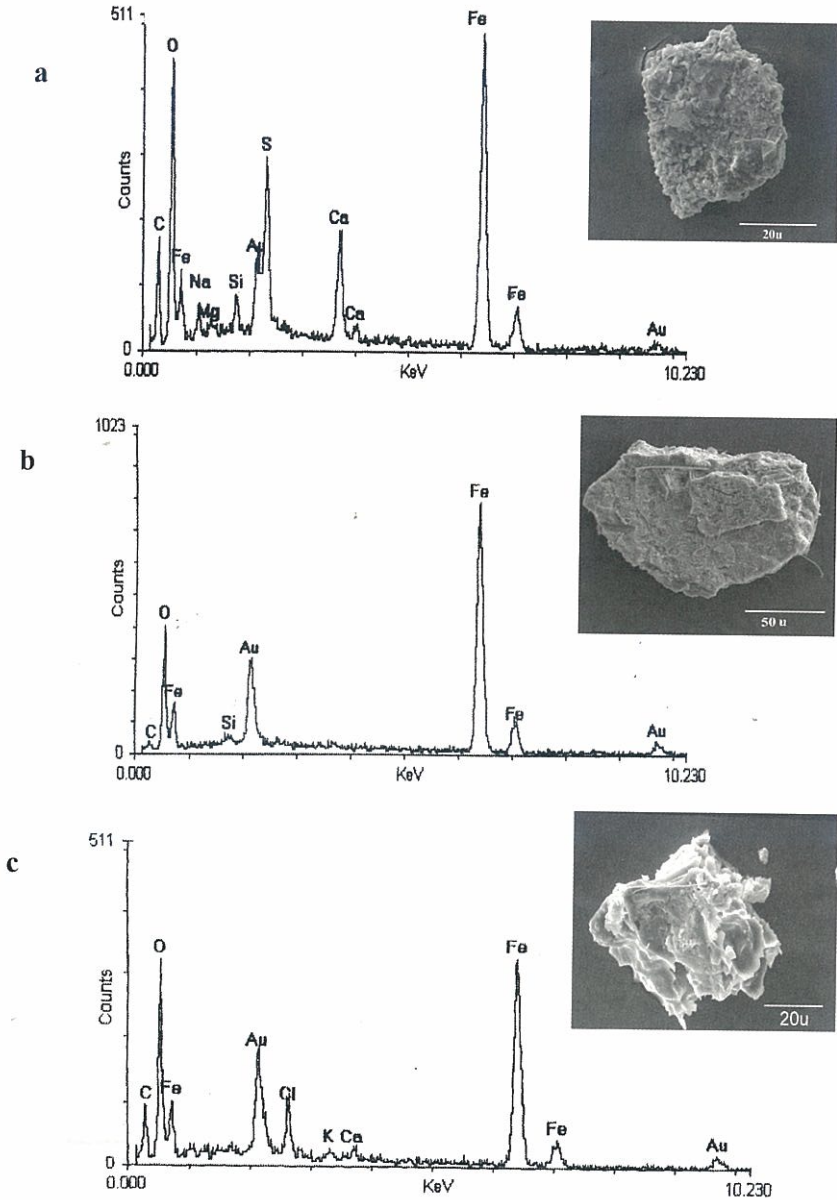 a
511
Counts
0
C
O
Fe
Na
Mg
Si
Au
S
Ca
Ca
Fe
Fe
Au
0.000
KeV
10.230
20u
b
1023
Counts
0
C
O
Fe
Si
Au
Fe
Fe
Au
0.000
KeV
10.230
50 u
c
511
Counts
0
C
O
Fe
Au
Cl
K
Ca
Fe
Fe
Au
0.000
KeV
10.230
20u